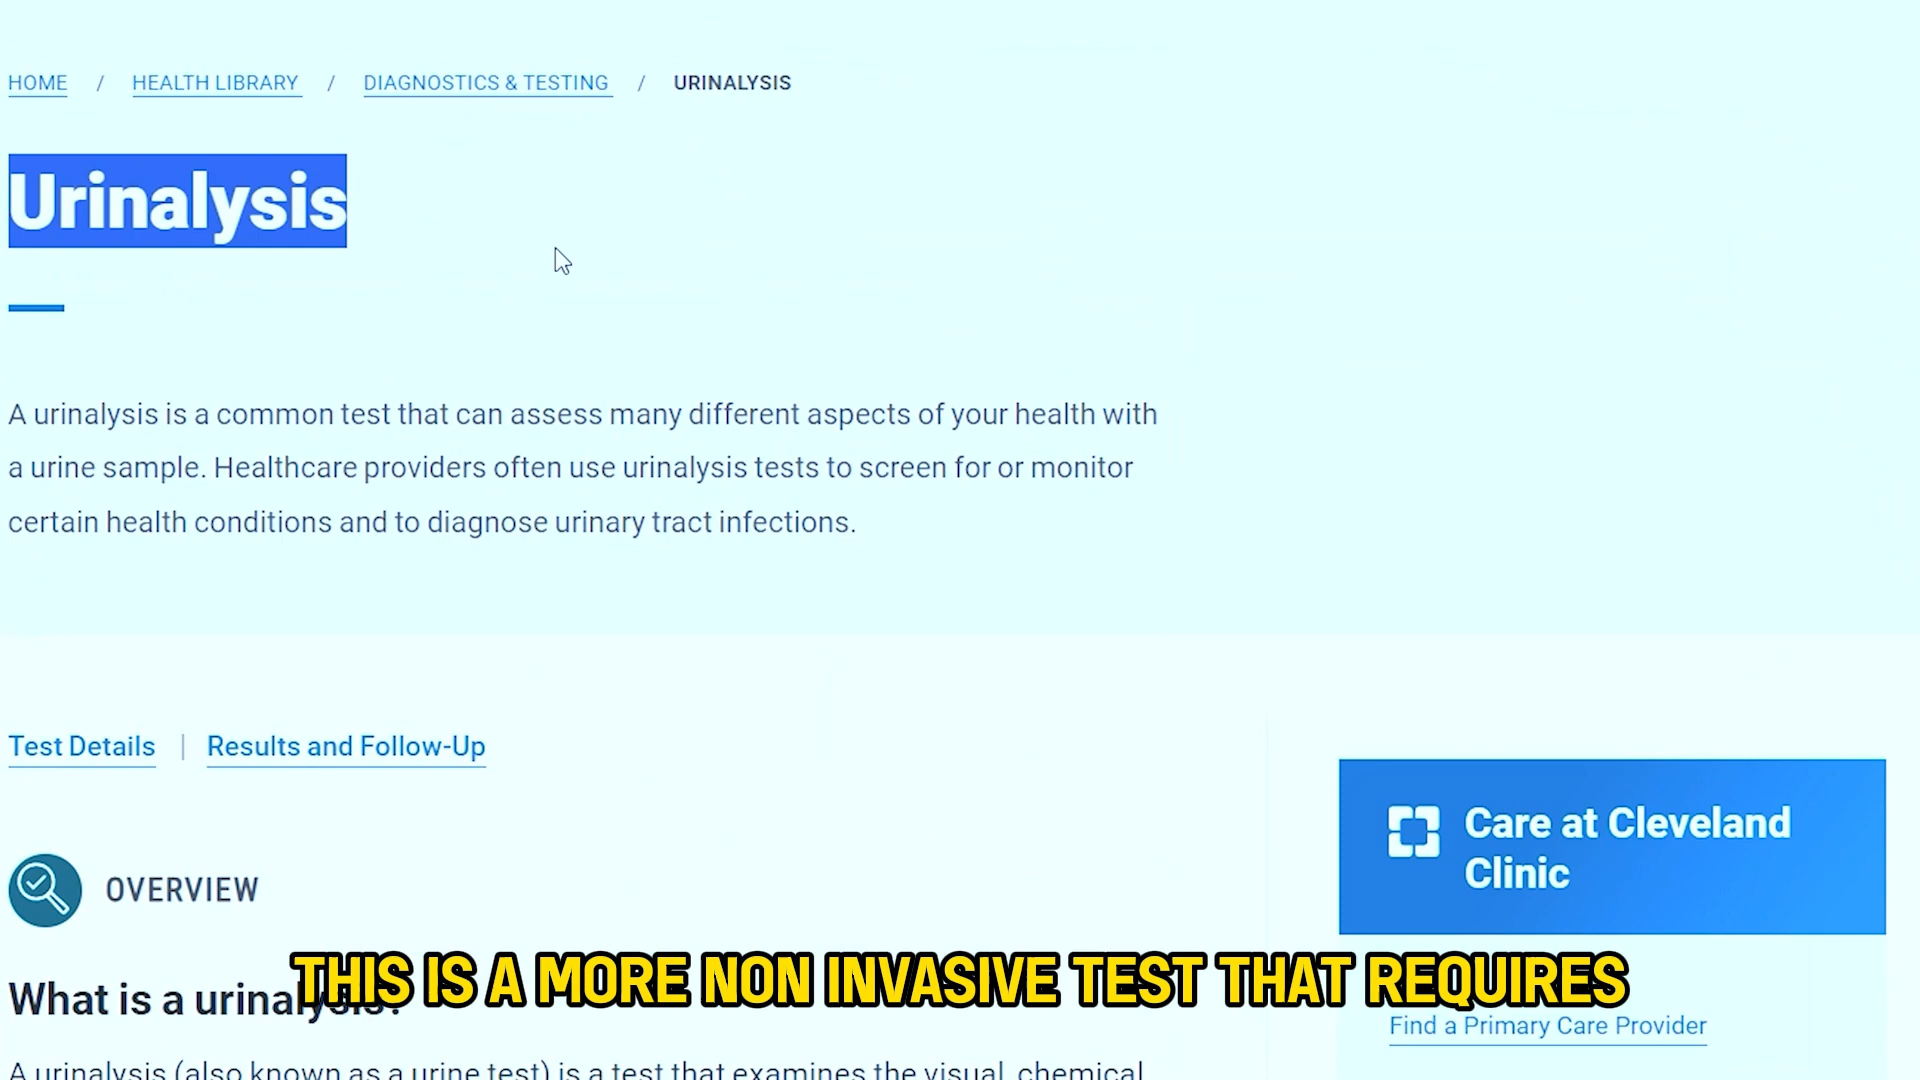 HOME / HEALTH LIBRARY / DIAGNOSTICS & TESTING / URINALYSIS
Urinalysis
A urinalysis is a common test that can assess many different aspects of your health with
a urine sample. Healthcare providers often use urinalysis tests to screen for or monitor
certain health conditions and to diagnose urinary tract infections.
Test Details | Results and Follow-Up
OVERVIEW
What is a urinalysis?
A urinalysis (also known as a urine test) is a test that examines the visual, chemical
Care at Cleveland
Clinic
Find a Primary Care Provider
THIS IS A MORE NON INVASIVE TEST THAT REQUIRES